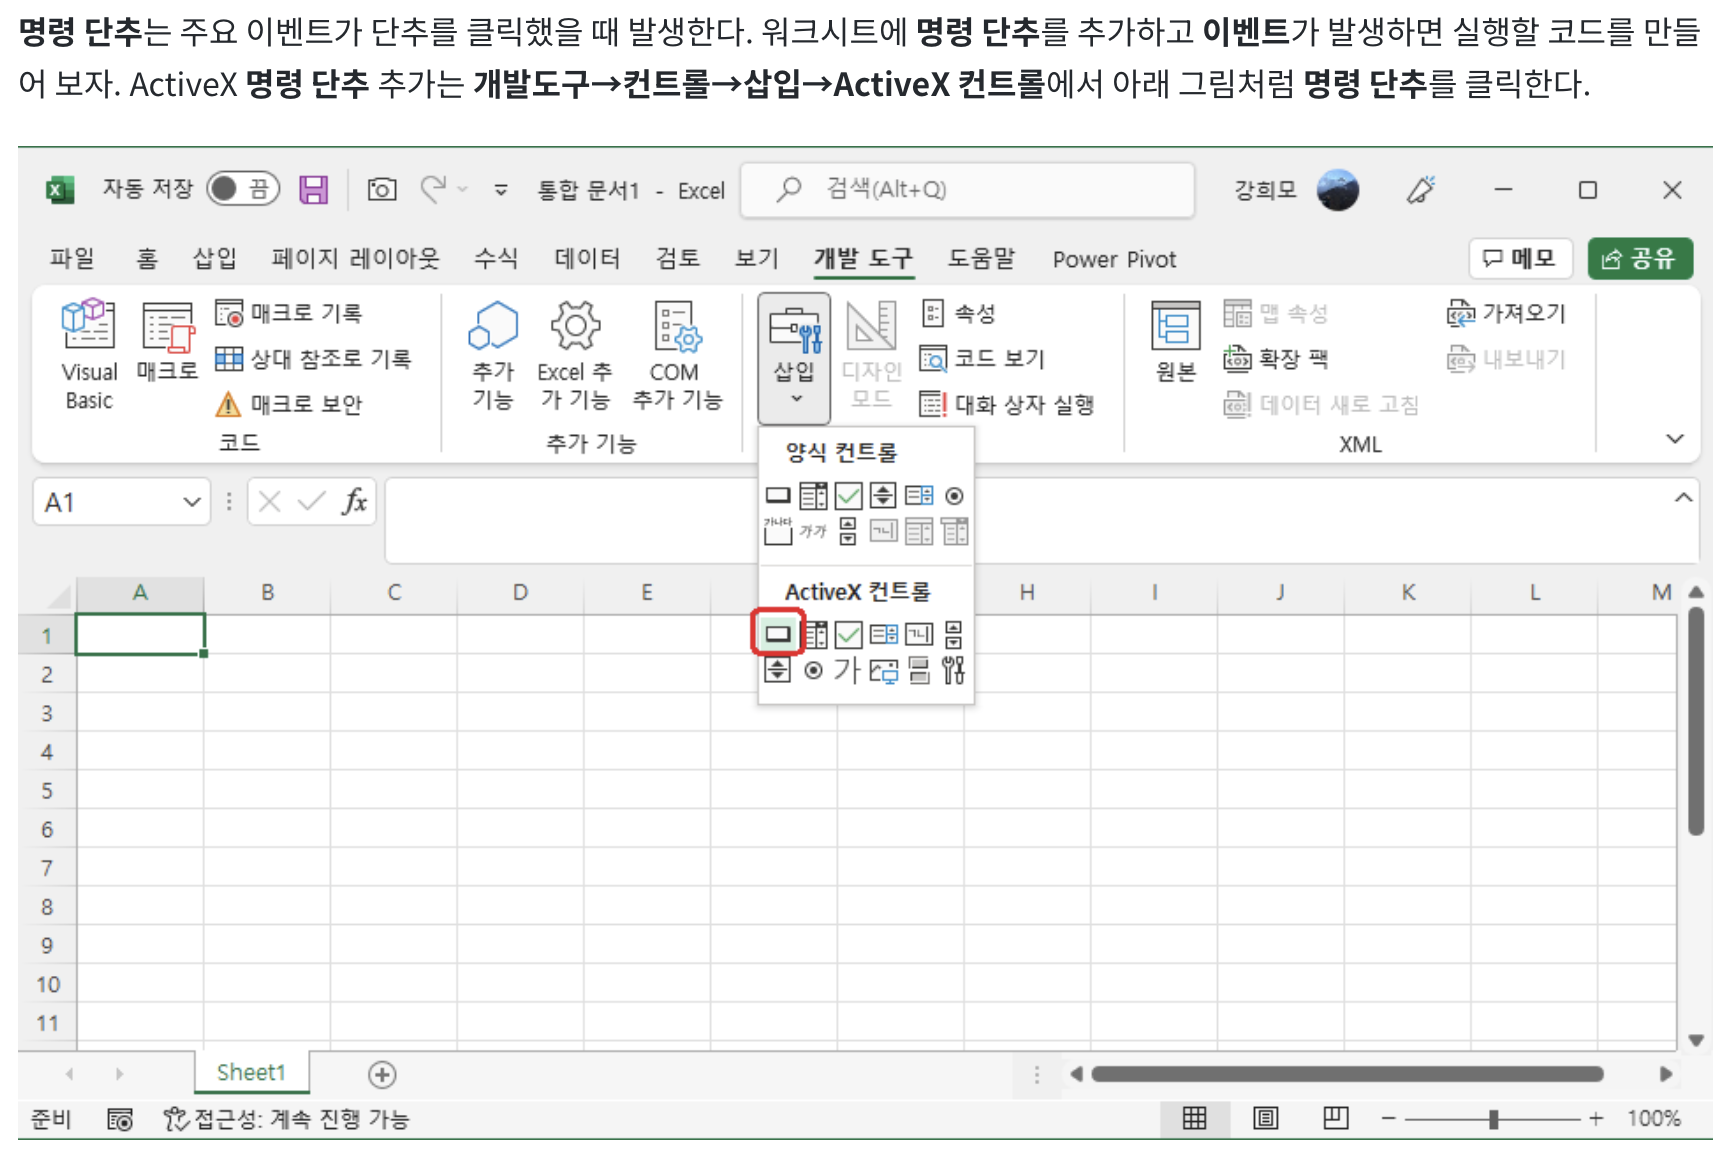 명령 단추는 주요 이벤트가 단추를 클릭했을 때 발생한다. 워크시트에 명령 단추를 추가하고 이벤트가 발생하면 실행할 코드를 만들
어 보자. ActiveX 명령 단추 추가는 개발도구→컨트롤→삽입→ActiveX 컨트롤에서 아래 그림처럼 명령 단추를 클릭한다.
자동 저장 끔 통합 문서1 - Excel 검색(Alt+Q) 강희모
파일 홈 삽입 페이지 레이아웃 수식 데이터 검토 보기 개발 도구 도움말 Power Pivot 메모 공유
Visual Basic
매크로
매크로 기록
상대 참조로 기록
매크로 보안
코드
추가 기능
Excel 추가 기능
COM 추가 기능
추가 기능
삽입
디자인 모드
속성
코드 보기
대화 상자 실행
원본
맵 속성
확장 팩
데이터 새로 고침
가져오기
내보내기
XML
양식 컨트롤
가나다 가가 ㄱㄴ
ActiveX 컨트롤
ㄱㄴ
가
A1 fx
A B C D E H I J K L M
1
2
3
4
5
6
7
8
9
10
11
Sheet1
준비 접근성: 계속 진행 가능 - + 100%